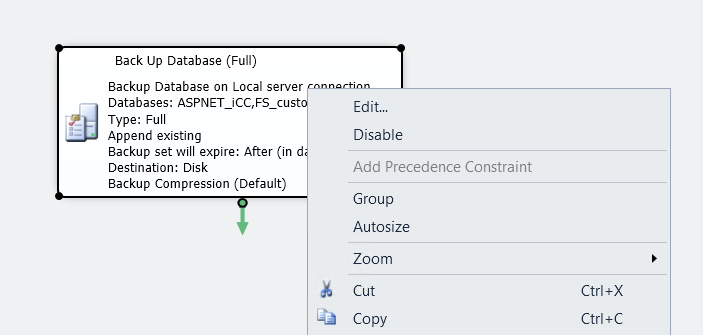 Back Up Database (Full)
Backup Database on Local server connection
Databases: ASPNET_iCC,FS_custo
Type: Full
Append existing
Backup set will expire: After (in da
Destination: Disk
Backup Compression (Default)
Edit...
Disable
Add Precedence Constraint
Group
Autosize
Zoom
Cut Ctrl+X
Copy Ctrl+C